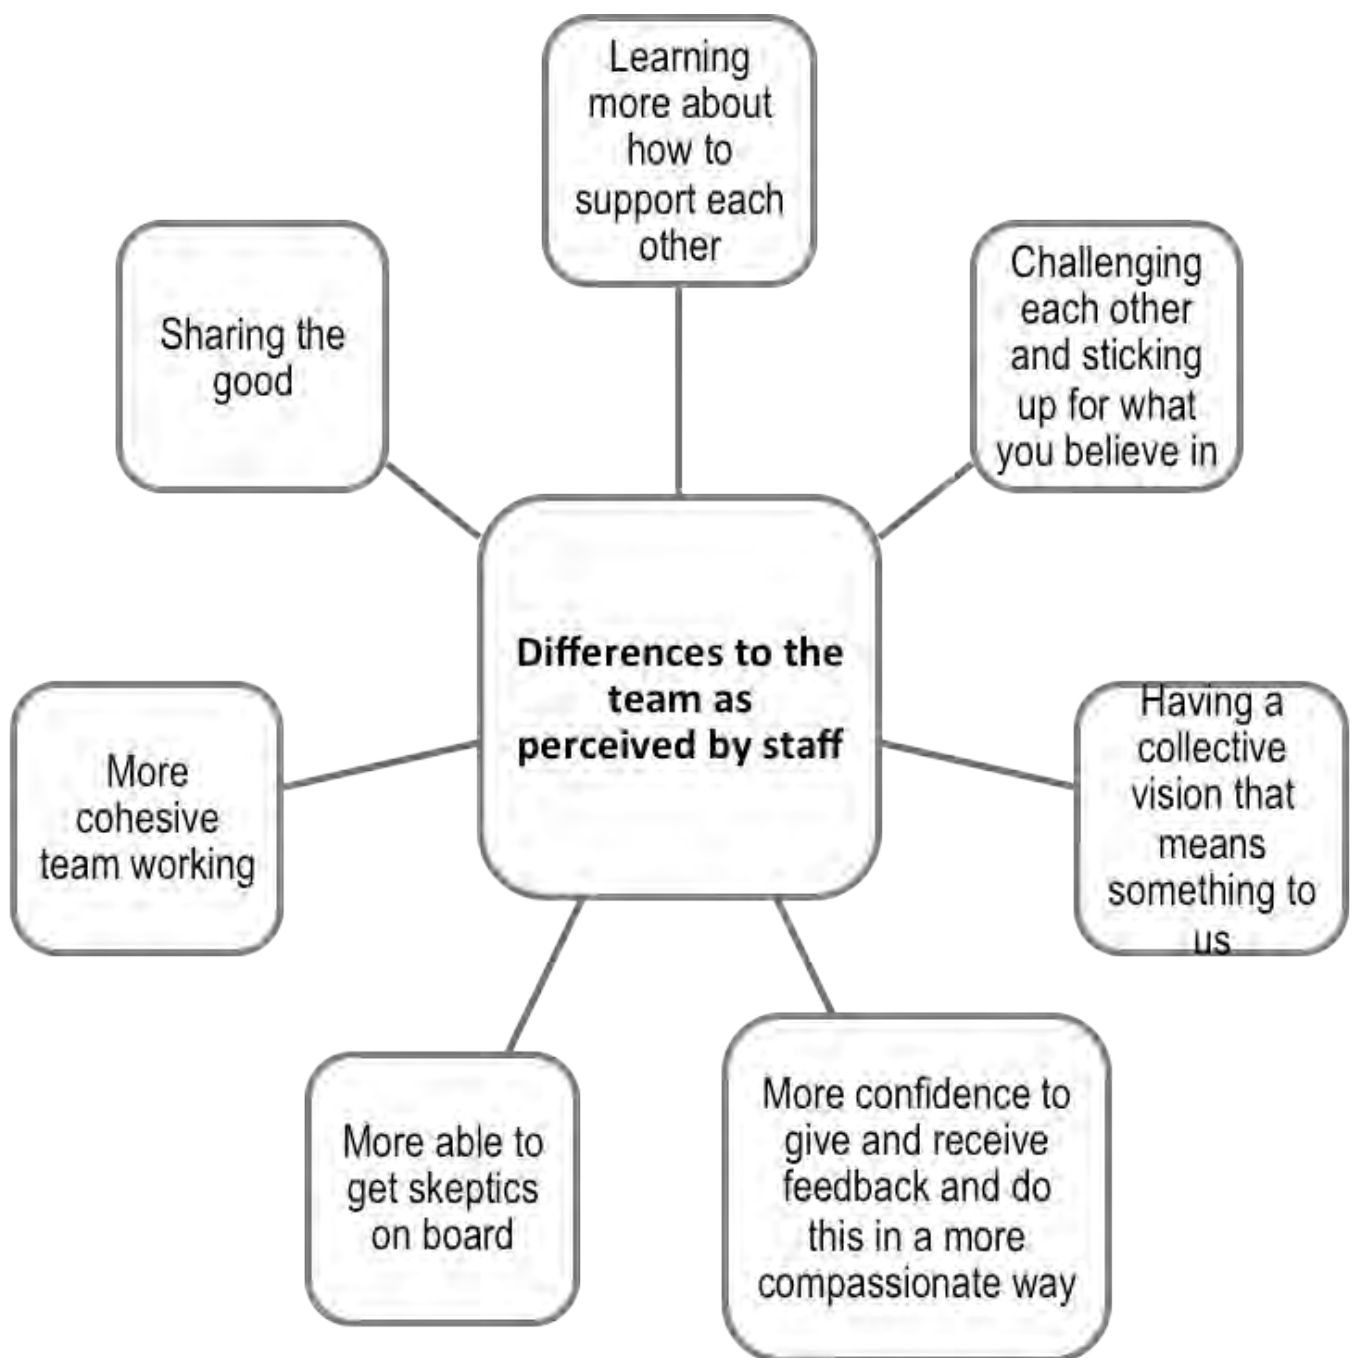 Learning
more about
how to
support each
other
Sharing the
good
Challenging
each other
and sticking
up for what
you believe in
Differences to the
team as
perceived by staff
More
cohesive
team working
Having a
collective
vision that
means
something to
us
More able to
get skeptics
on board
More confidence to
give and receive
feedback and do
this in a more
compassionate way